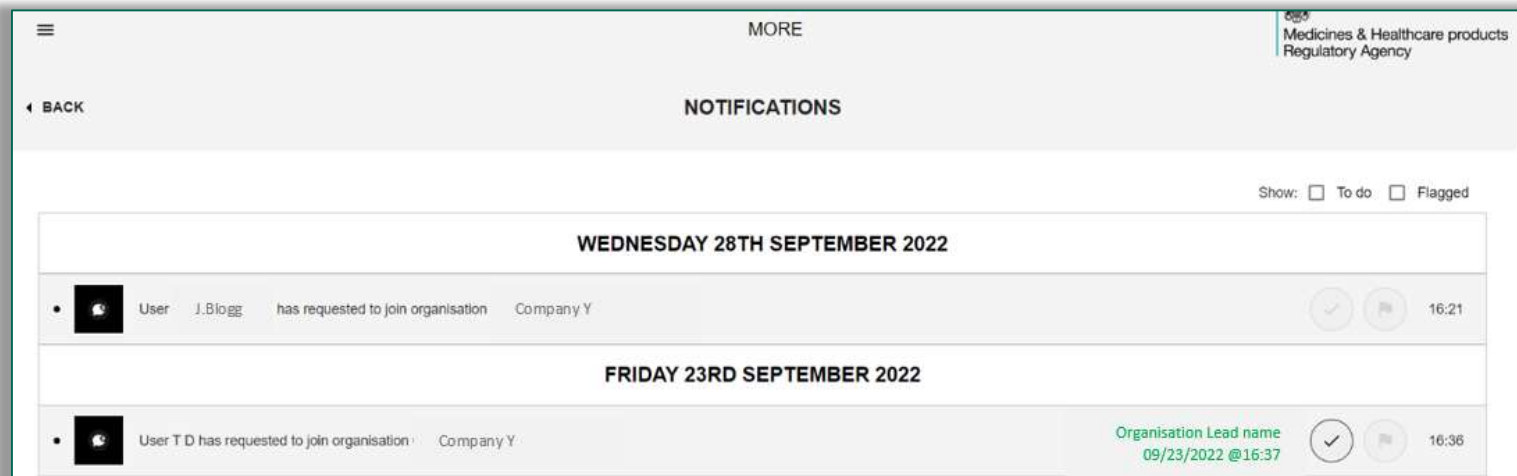 MORE
Medicines & Healthcare products
Regulatory Agency
BACK
NOTIFICATIONS
Show: To do Flagged
WEDNESDAY 28TH SEPTEMBER 2022
User J.Blogg has requested to join organisation Company Y 16:21
FRIDAY 23RD SEPTEMBER 2022
User T D has requested to join organisation Company Y 16:36
Organisation Lead name
09/23/2022 @16:37